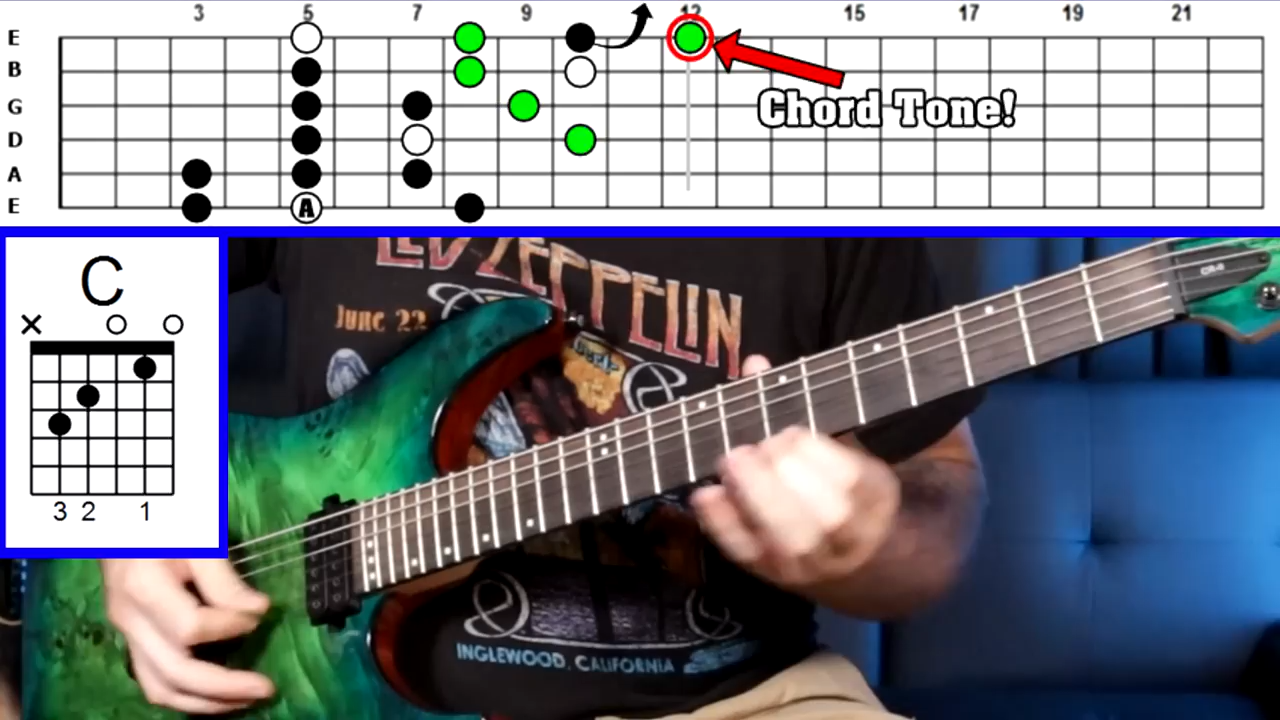 3 5 7 9 12 15 17 19 21
E
B
G
D
A
E
A
Chord Tone!
C
3 2 1
LED ZEPPELIN
JUNE 22
INGLEWOOD, CALIFORNIA